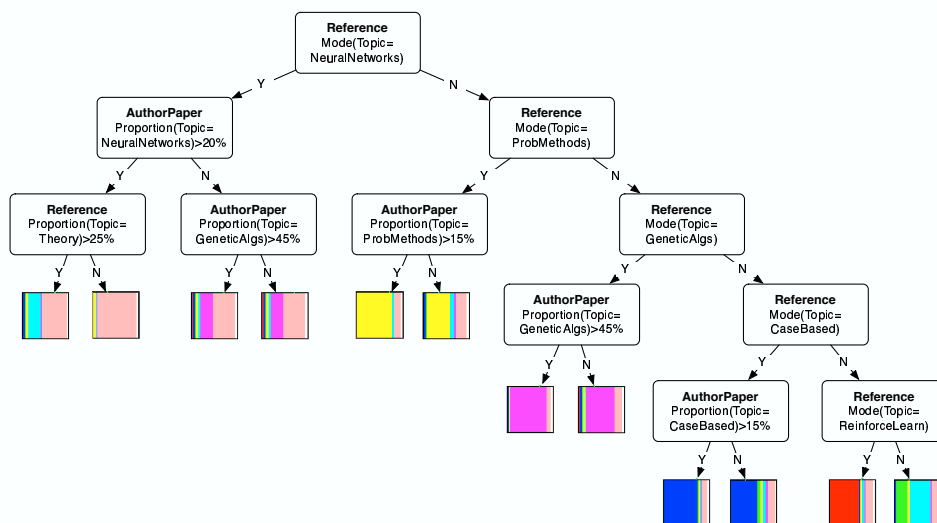 Reference
Mode(Topic=
NeuralNetworks)
Y
N
AuthorPaper
Proportion(Topic=
NeuralNetworks)>20%
Reference
Mode(Topic=
ProbMethods)
Y
N
Y
N
Reference
Proportion(Topic=
Theory)>25%
AuthorPaper
Proportion(Topic=
GeneticAlgs)>45%
AuthorPaper
Proportion(Topic=
ProbMethods)>15%
Reference
Mode(Topic=
GeneticAlgs)
Y
N
Y
N
Y
N
Y
N
AuthorPaper
Proportion(Topic=
GeneticAlgs)>45%
Reference
Mode(Topic=
CaseBased)
Y
N
Y
N
AuthorPaper
Proportion(Topic=
CaseBased)>15%
Reference
Mode(Topic=
ReinforceLearn)
Y
N
Y
N